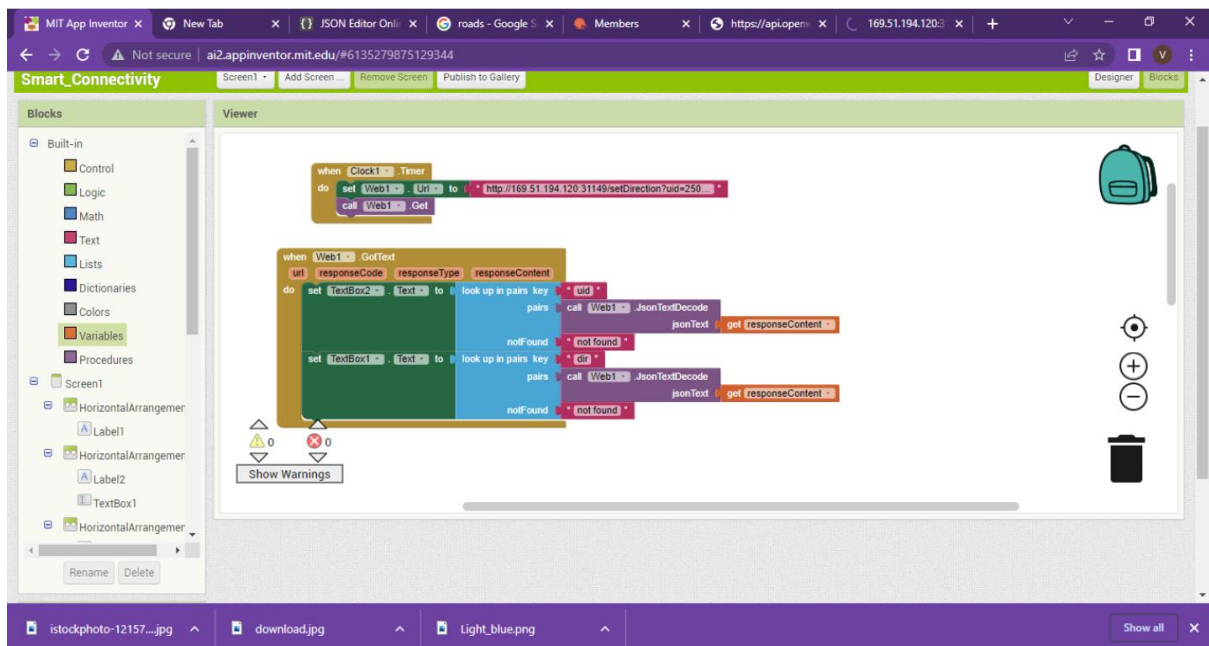 MIT App Inventor
New Tab
JSON Editor Onli
roads - Google S
Members
https://api.openw
169.51.194.120:3
Not secure | ai2.appinventor.mit.edu/#6135279875129344
V
Smart_Connectivity
Screen1
Add Screen ...
Remove Screen
Publish to Gallery
Designer
Blocks
Blocks
Built-in
Control
Logic
Math
Text
Lists
Dictionaries
Colors
Variables
Procedures
Screen1
HorizontalArrangemer
Label1
HorizontalArrangemer
Label2
TextBox1
HorizontalArrangemer
Rename
Delete
Viewer
when Clock1 .Timer
do set Web1 . Url to " http://169.51.194.120:31149/setDirection?uid=250... "
call Web1 .Get
when Web1 .GotText
url responseCode responseType responseContent
do set TextBox2 . Text to look up in pairs key " uid "
pairs call Web1 .JsonTextDecode
jsonText get responseContent
notFound " not found "
set TextBox1 . Text to look up in pairs key " dir "
pairs call Web1 .JsonTextDecode
jsonText get responseContent
notFound " not found "
0
0
Show Warnings
istockphoto-12157....jpg
download.jpg
Light_blue.png
Show all